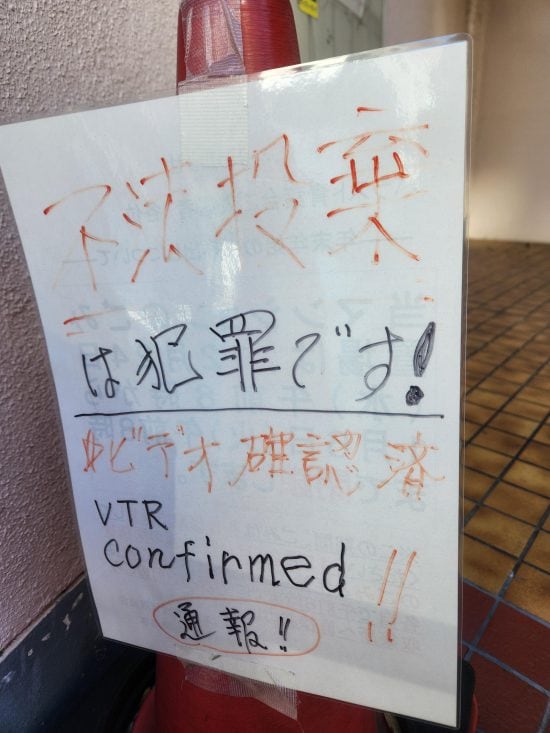 不法投棄
は犯罪です!
ビデオ確認済
VTR
confirmed!!
通報!!